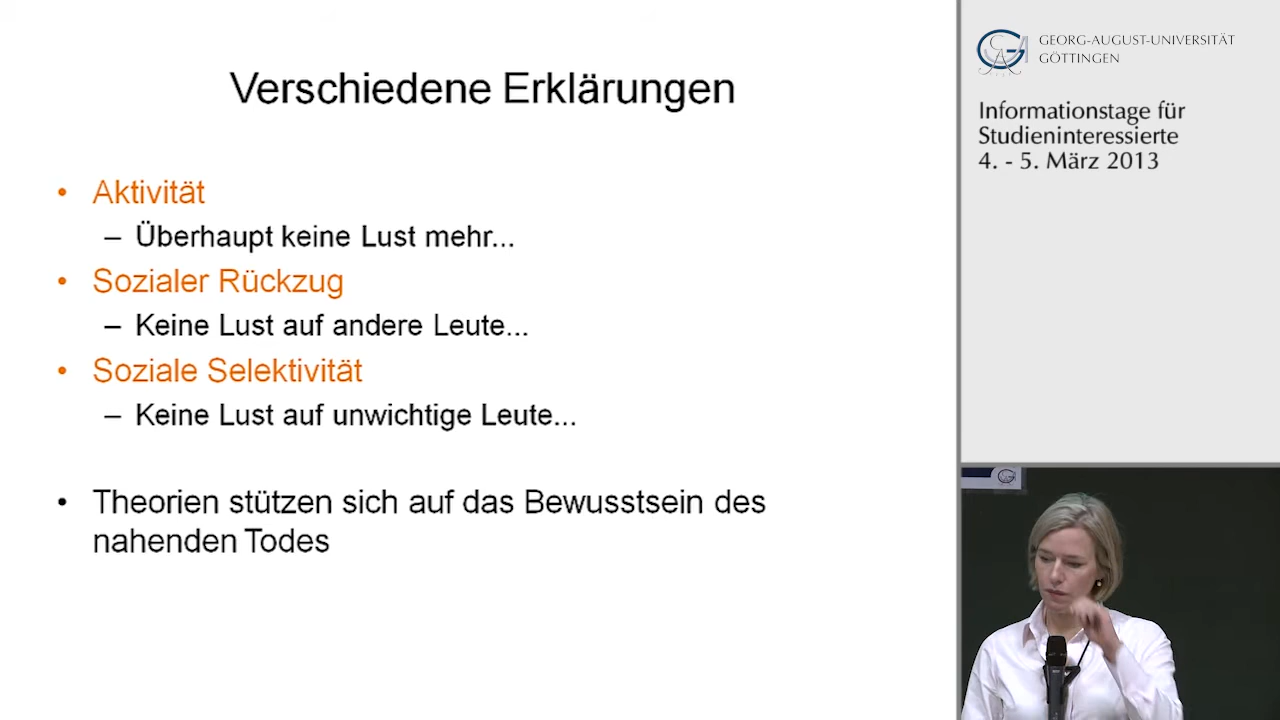 Verschiedene Erklärungen
• Aktivität
– Überhaupt keine Lust mehr...
• Sozialer Rückzug
– Keine Lust auf andere Leute...
• Soziale Selektivität
– Keine Lust auf unwichtige Leute...
• Theorien stützen sich auf das Bewusstsein des
nahenden Todes
GEORG-AUGUST-UNIVERSITÄT
GÖTTINGEN
Informationstage für
Studieninteressierte
4. - 5. März 2013